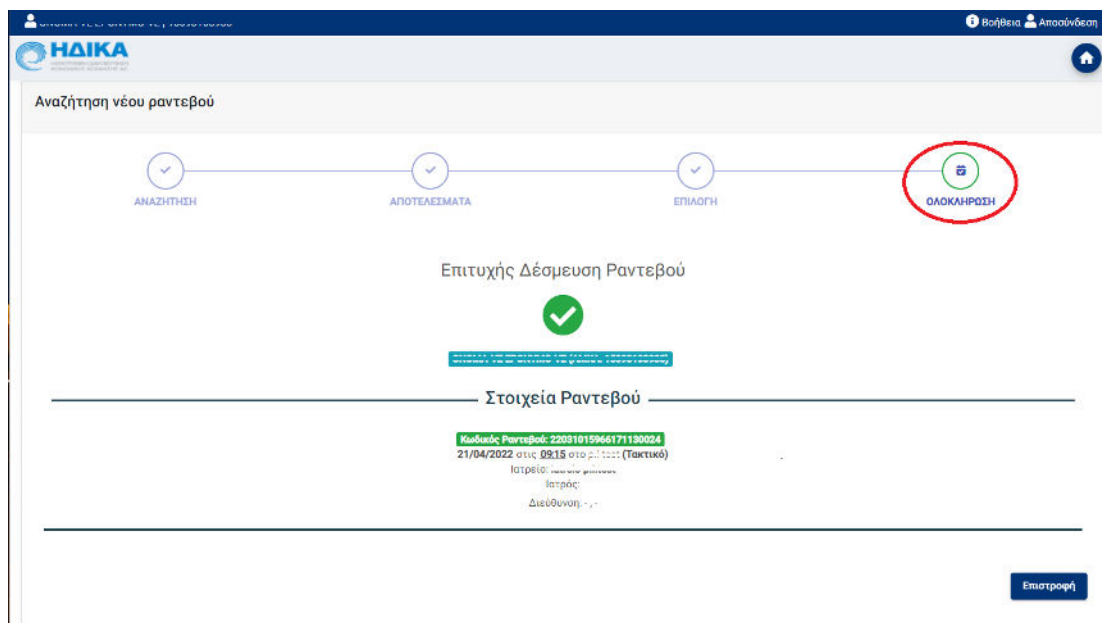 Βοήθεια Αποσύνδεση
ΗΔΙΚΑ
Αναζήτηση νέου ραντεβού
ΑΝΑΖΗΤΗΣΗ ΑΠΟΤΕΛΕΣΜΑΤΑ ΕΠΙΛΟΓΗ ΟΛΟΚΛΗΡΩΣΗ
Επιτυχής Δέσμευση Ραντεβού
Στοιχεία Ραντεβού
Κωδικός Ραντεβού: 22031015966171130024
21/04/2022 στις 09:15 στο (Τακτικό)
Ιατρείο:
Ιατρός:
Διεύθυνση: - , -
Επιστροφή